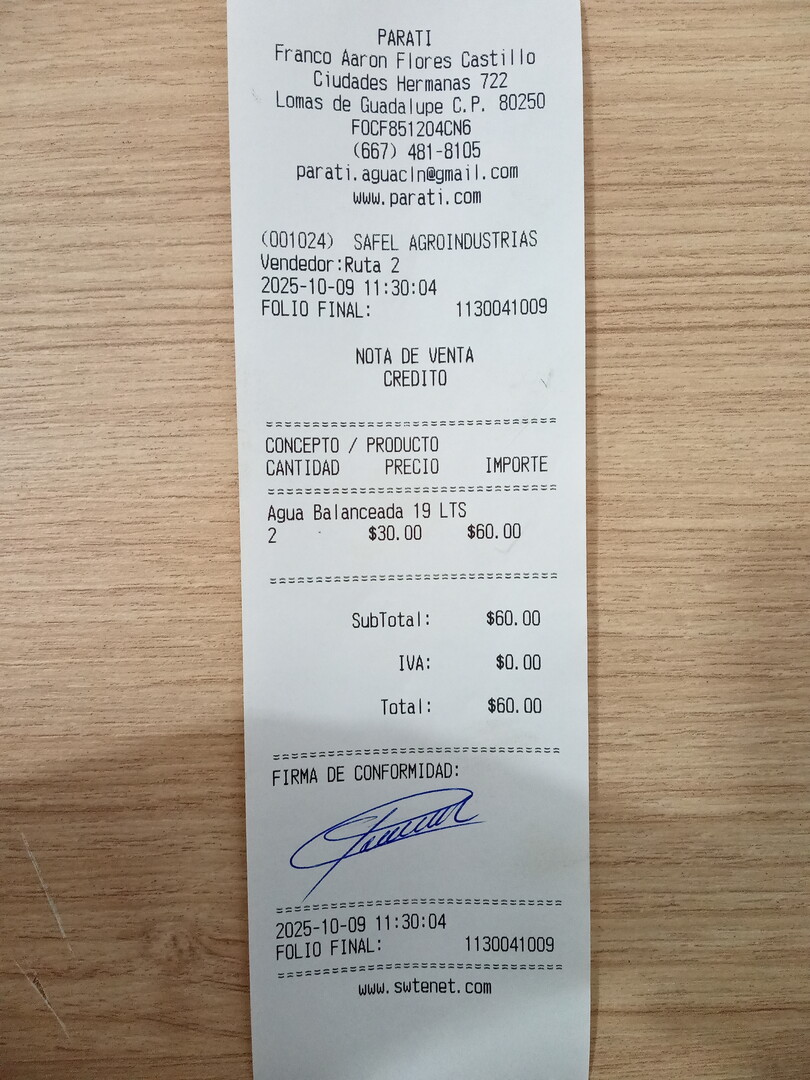 PARATI
Franco Aaron Flores Castillo
Ciudades Hermanas 722
Lomas de Guadalupe C.P. 80250
FOCF851204CN6
(667) 481-8105
parati.aguacln@gmail.com
www.parati.com
(001024) SAFEL AGROINDUSTRIAS
Vendedor:Ruta 2
2025-10-09 11:30:04
FOLIO FINAL: 1130041009
NOTA DE VENTA
CREDITO
CONCEPTO / PRODUCTO
CANTIDAD PRECIO IMPORTE
Agua Balanceada 19 LTS
2 $30.00 $60.00
SubTotal: $60.00
IVA: $0.00
Total: $60.00
FIRMA DE CONFORMIDAD:
2025-10-09 11:30:04
FOLIO FINAL: 1130041009
www.swtenet.com